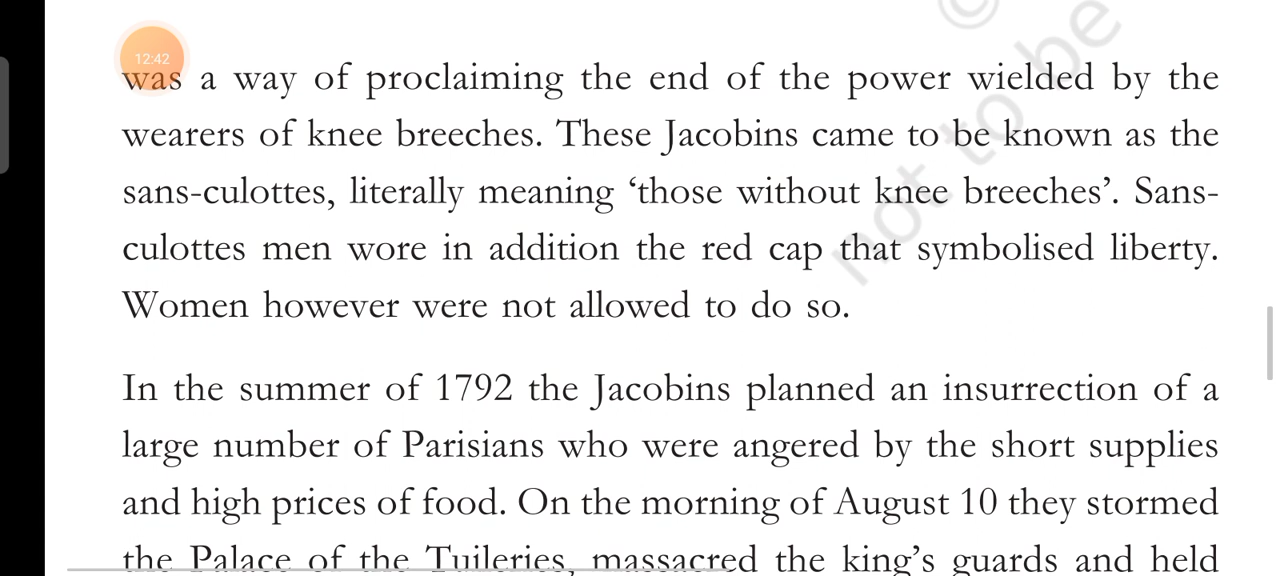 12:42
was a way of proclaiming the end of the power wielded by the
wearers of knee breeches. These Jacobins came to be known as the
sans-culottes, literally meaning ‘those without knee breeches’. Sans-
culottes men wore in addition the red cap that symbolised liberty.
Women however were not allowed to do so.
In the summer of 1792 the Jacobins planned an insurrection of a
large number of Parisians who were angered by the short supplies
and high prices of food. On the morning of August 10 they stormed
the Palace of the Tuileries, massacred the king’s guards and held
©
not to be